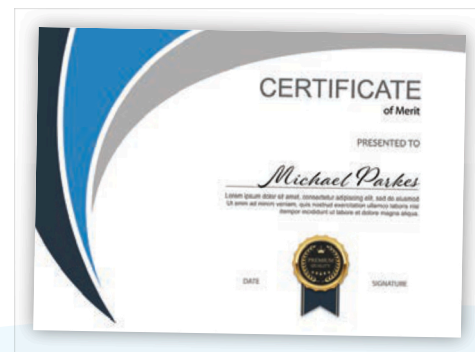 CERTIFICATE
of Merit
PRESENTED TO
Michael Parkes
Lorem ipsum dolor sit amet, consectetur adipiscing elit, sed do eiusmod
Ut enim ad minim veniam, quis nostrud exercitation ullamco laboris nisi
tempor incididunt ut labore et dolore magna aliqua.
PREMIUM
QUALITY
DATE
SIGNATURE